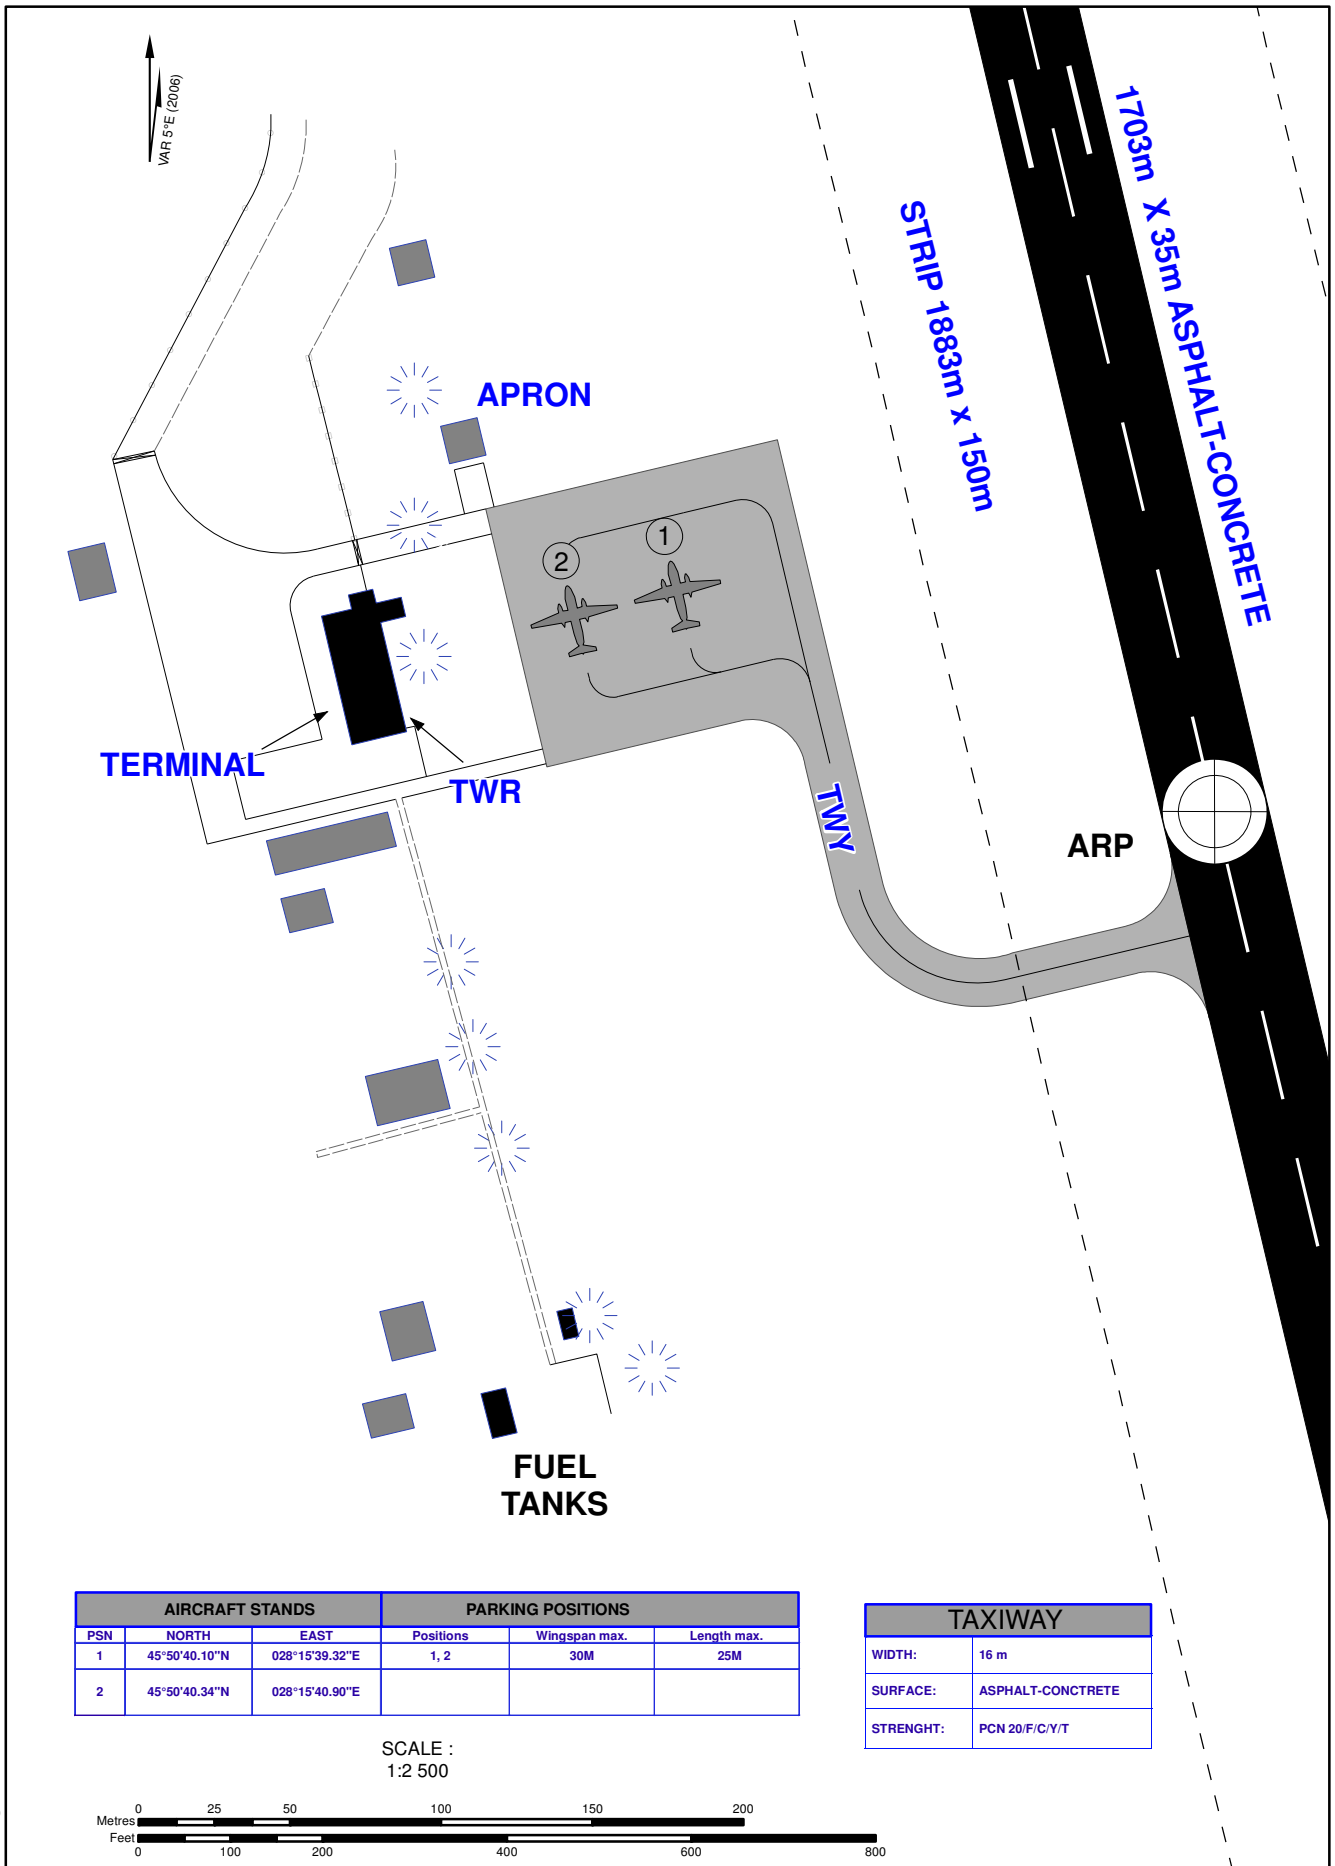 VAR 5°E (2006)
1703m X 35m ASPHALT-CONCRETE
STRIP 1883m x 150m
APRON
1
2
TERMINAL
TWR
TWY
ARP
FUEL
TANKS
AIRCRAFT STANDS PARKING POSITIONS
PSN NORTH EAST Positions Wingspan max. Length max.
1 45°50'40.10"N 028°15'39.32"E 1, 2 30M 25M
2 45°50'40.34"N 028°15'40.90"E
TAXIWAY
WIDTH: 16 m
SURFACE: ASPHALT-CONCTRETE
STRENGHT: PCN 20/F/C/Y/T
SCALE :
1:2 500
0 25 50 100 150 200
Metres
Feet
0 100 200 400 600 800